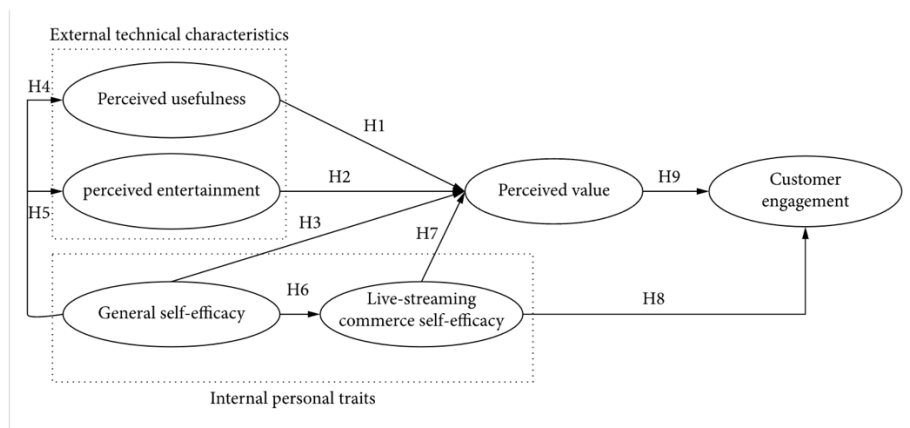 External technical characteristics
H4
Perceived usefulness
H1
perceived entertainment
H2
Perceived value
H9
Customer
engagement
H5
H3
H7
General self-efficacy
H6
Live-streaming
commerce self-efficacy
H8
Internal personal traits